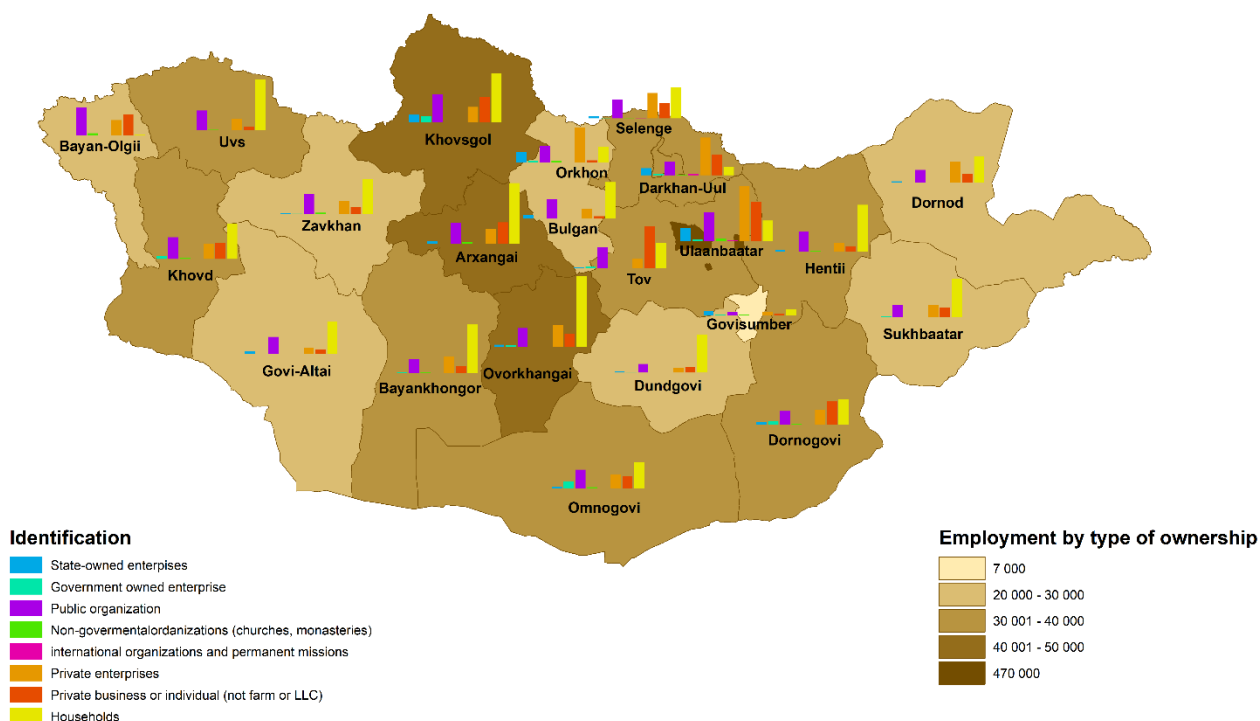 Selenge
Khovsgol
Bayan-Olgii
Uvs
Orkhon
Darkhan-Uul
Dornod
Zavkhan
Bulgan
Arxangai
Ulaanbaatar
Hentii
Khovd
Tov
Govisumber
Sukhbaatar
Govi-Altai
Bayankhongor
Ovorkhangai
Dundgovi
Dornogovi
Omnogovi
Identification
State-owned enterpises
Government owned enterprise
Public organization
Non-govermentalordanizations (churches, monasteries)
international organizations and permanent missions
Private enterprises
Private business or individual (not farm or LLC)
Households
Employment by type of ownership
7 000
20 000 - 30 000
30 001 - 40 000
40 001 - 50 000
470 000